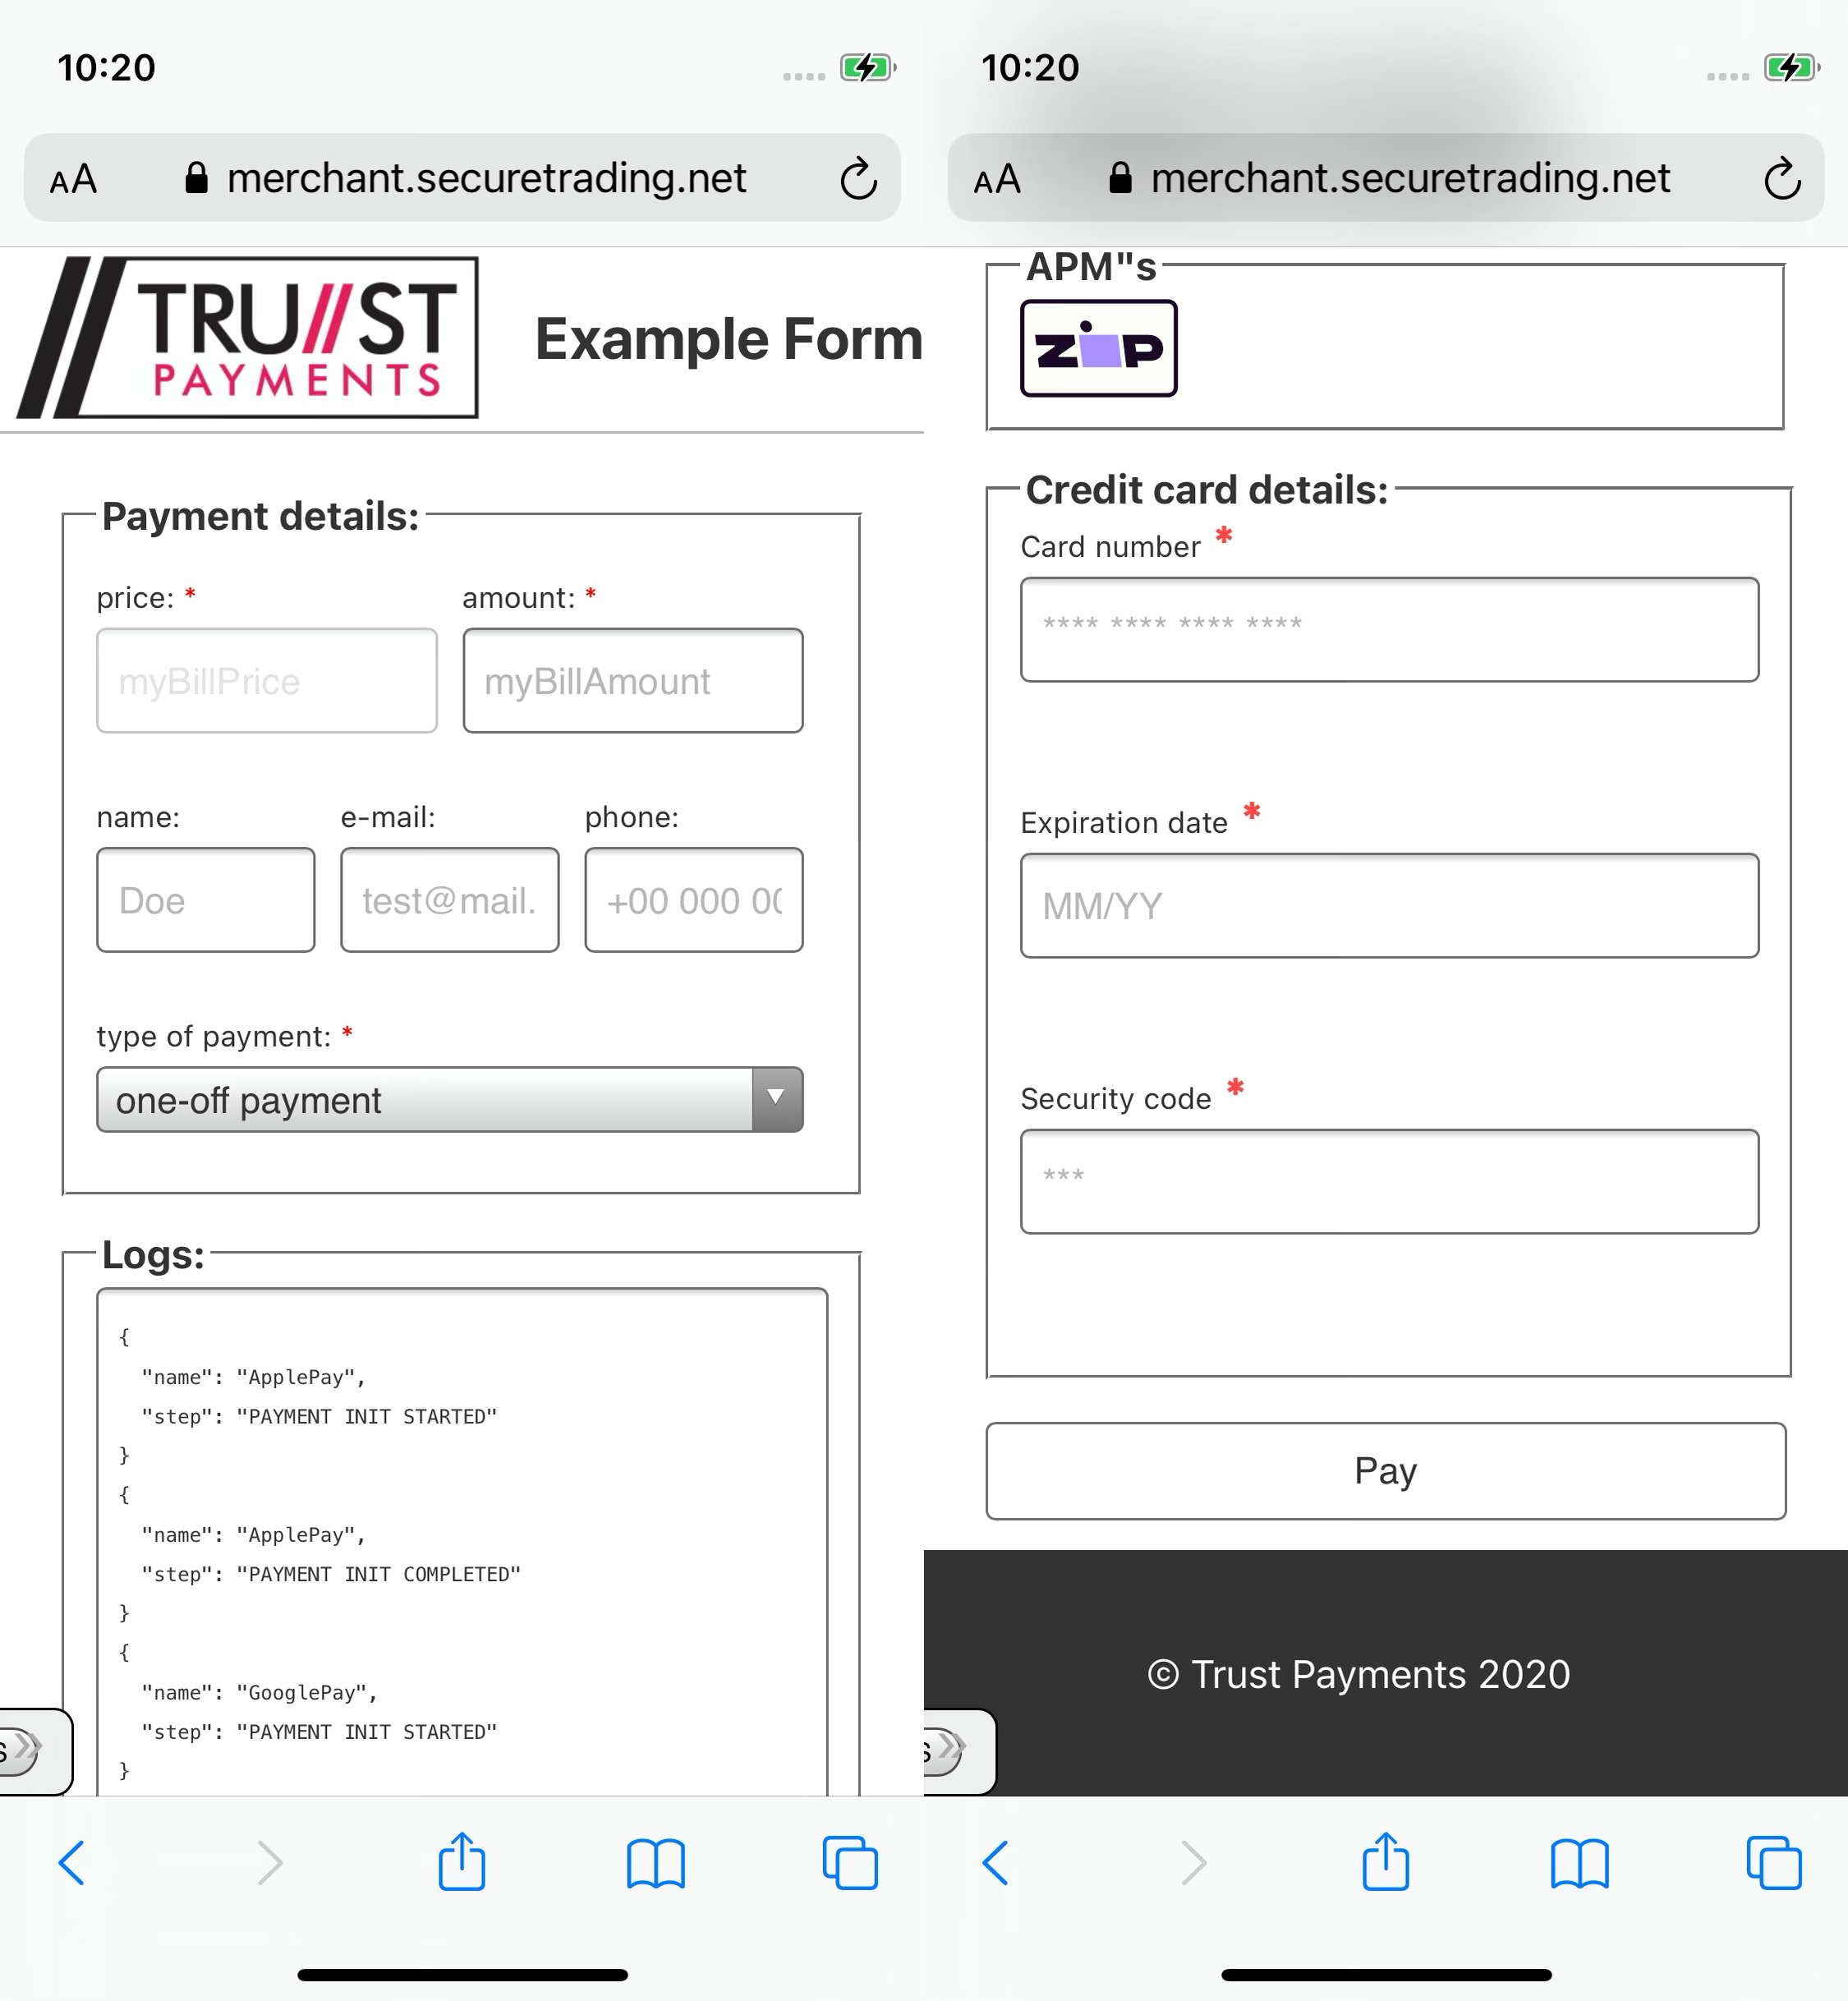 10:20
AA merchant.securetrading.net
TRU//ST
PAYMENTS
Example Form
Payment details:
price: * amount: *
myBillPrice myBillAmount
name: e-mail: phone:
Doe test@mail. +00 000 00
type of payment: *
one-off payment
Logs:
{
"name": "ApplePay",
"step": "PAYMENT INIT STARTED"
}
{
"name": "ApplePay",
"step": "PAYMENT INIT COMPLETED"
}
{
"name": "GooglePay",
"step": "PAYMENT INIT STARTED"
}
s
10:20
AA merchant.securetrading.net
APM"s
zip
Credit card details:
Card number *
**** **** **** ****
Expiration date *
MM/YY
Security code *
***
Pay
© Trust Payments 2020
s